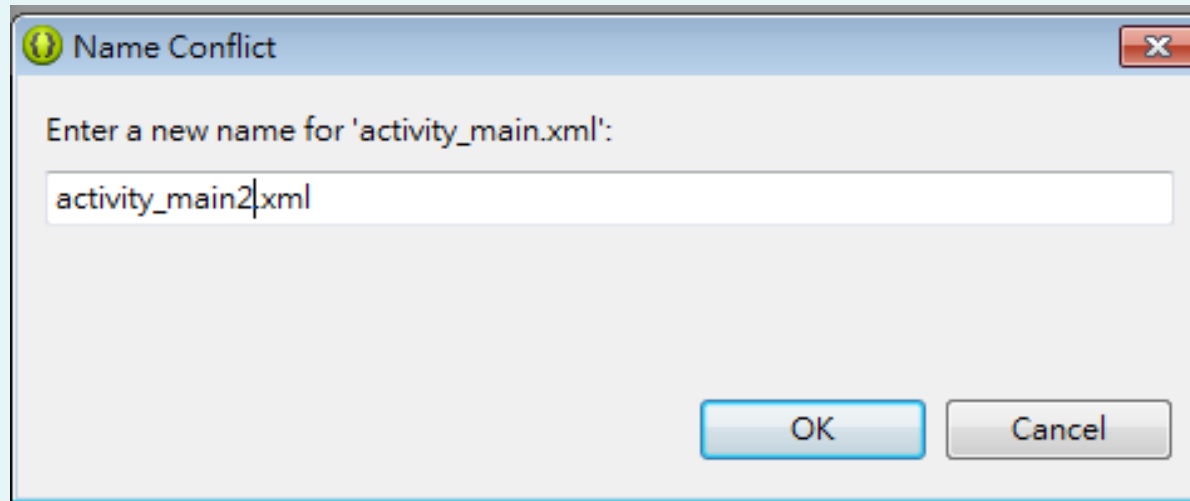 Name Conflict
Enter a new name for 'activity_main.xml':
activity_main2.xml
OK Cancel